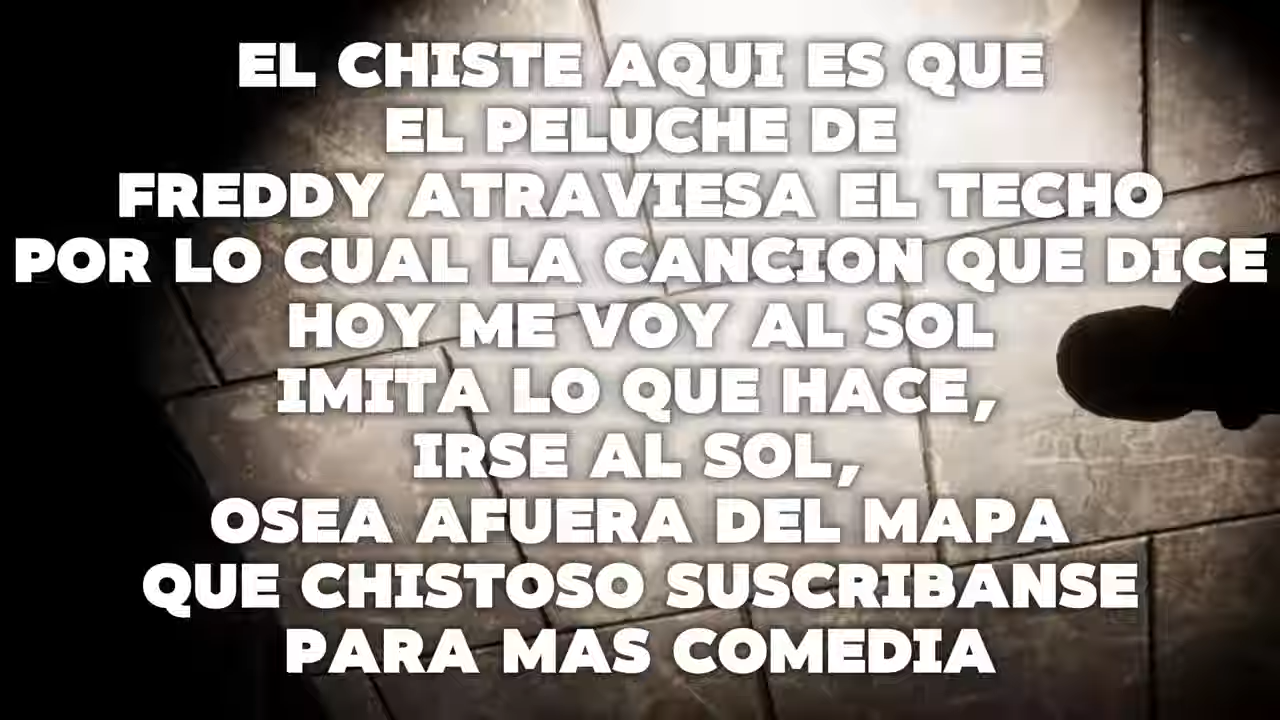 EL CHISTE AQUI ES QUE
EL PELUCHE DE
FREDDY ATRAVIESA EL TECHO
POR LO CUAL LA CANCION QUE DICE
HOY ME VOY AL SOL
IMITA LO QUE HACE,
IRSE AL SOL,
OSEA AFUERA DEL MAPA
QUE CHISTOSO SUSCRIBANSE
PARA MAS COMEDIA